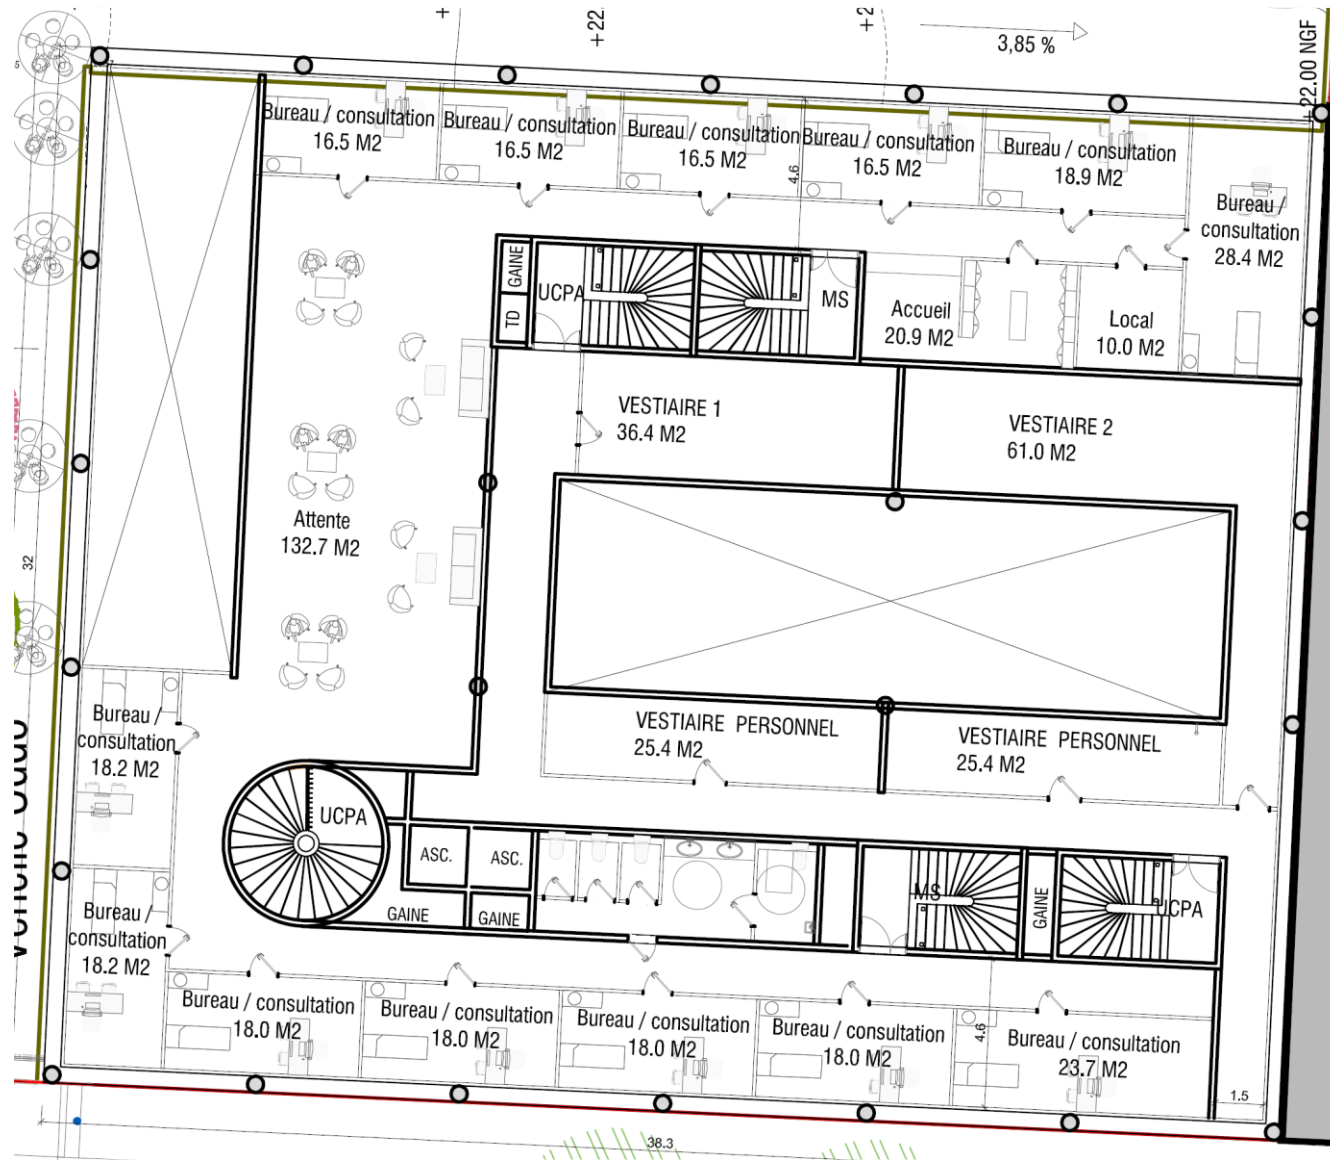 +22
3,85 %
22.00 NGF
Bureau / consultation
16.5 M2
Bureau / consultation
16.5 M2
Bureau / consultation
16.5 M2
Bureau / consultation
16.5 M2
Bureau / consultation
18.9 M2
Bureau /
consultation
28.4 M2
4.6
GAINE
TD
UCPA
MS
Accueil
20.9 M2
Local
10.0 M2
VESTIAIRE 1
36.4 M2
VESTIAIRE 2
61.0 M2
Attente
132.7 M2
32
VESTIAIRE PERSONNEL
25.4 M2
VESTIAIRE PERSONNEL
25.4 M2
Bureau /
consultation
18.2 M2
UCPA
ASC.
ASC.
GAINE
GAINE
MS
GAINE
UCPA
Bureau /
consultation
18.2 M2
Bureau / consultation
18.0 M2
Bureau / consultation
18.0 M2
Bureau / consultation
18.0 M2
Bureau / consultation
18.0 M2
Bureau / consultation
23.7 M2
4.6
1.5
38.3